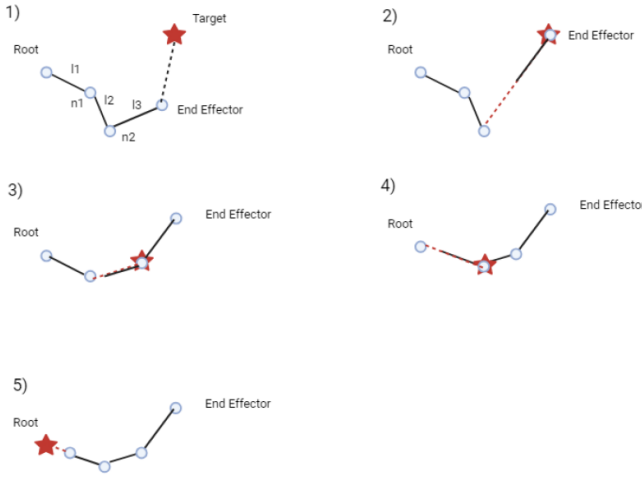 1)
Target
Root
l1
n1
l2
l3
End Effector
n2
2)
Root
End Effector
3)
Root
End Effector
4)
Root
End Effector
5)
Root
End Effector